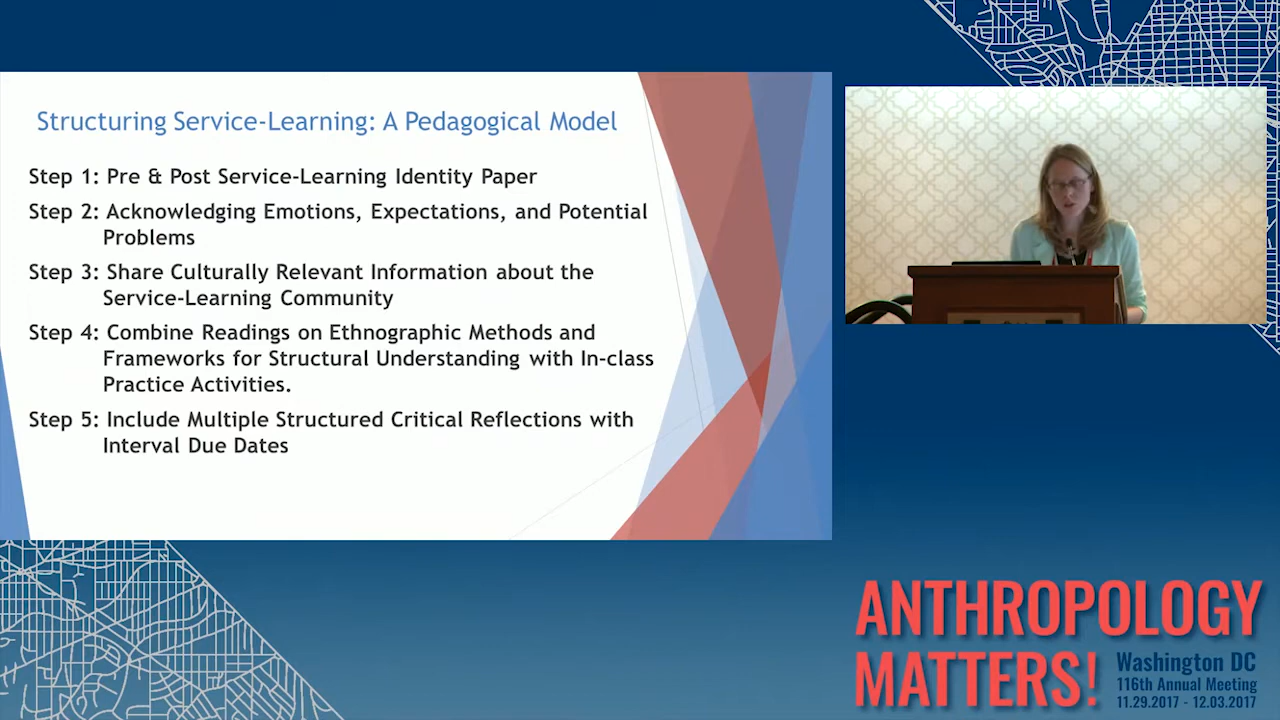 Structuring Service-Learning: A Pedagogical Model
Step 1: Pre & Post Service-Learning Identity Paper
Step 2: Acknowledging Emotions, Expectations, and Potential
Problems
Step 3: Share Culturally Relevant Information about the
Service-Learning Community
Step 4: Combine Readings on Ethnographic Methods and
Frameworks for Structural Understanding with In-class
Practice Activities.
Step 5: Include Multiple Structured Critical Reflections with
Interval Due Dates
ANTHROPOLOGY
MATTERS!
Washington DC
116th Annual Meeting
11.29.2017 - 12.03.2017